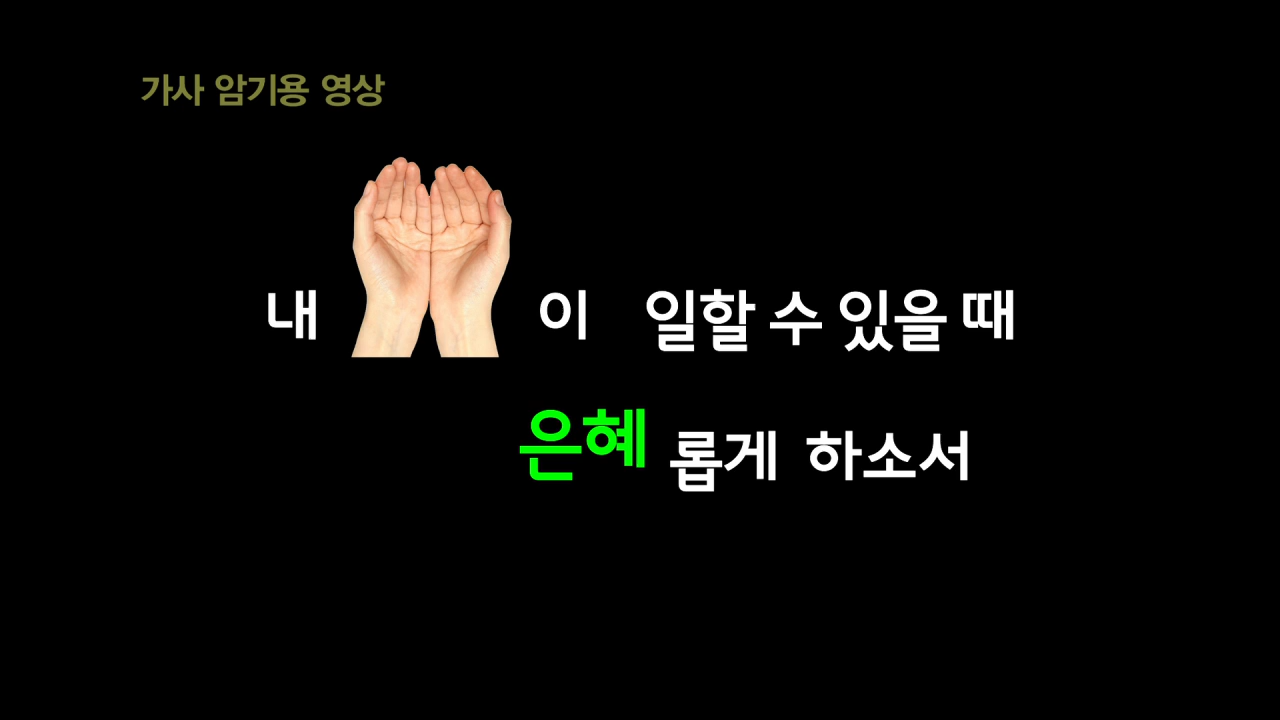 가사 암기용 영상
내 이 일할 수 있을 때
은혜 롭게 하소서